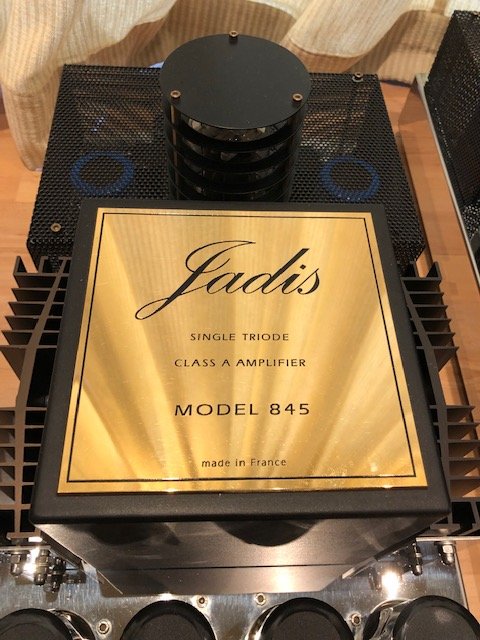 Jadis
SINGLE TRIODE
CLASS A AMPLIFIER
MODEL 845
made in France